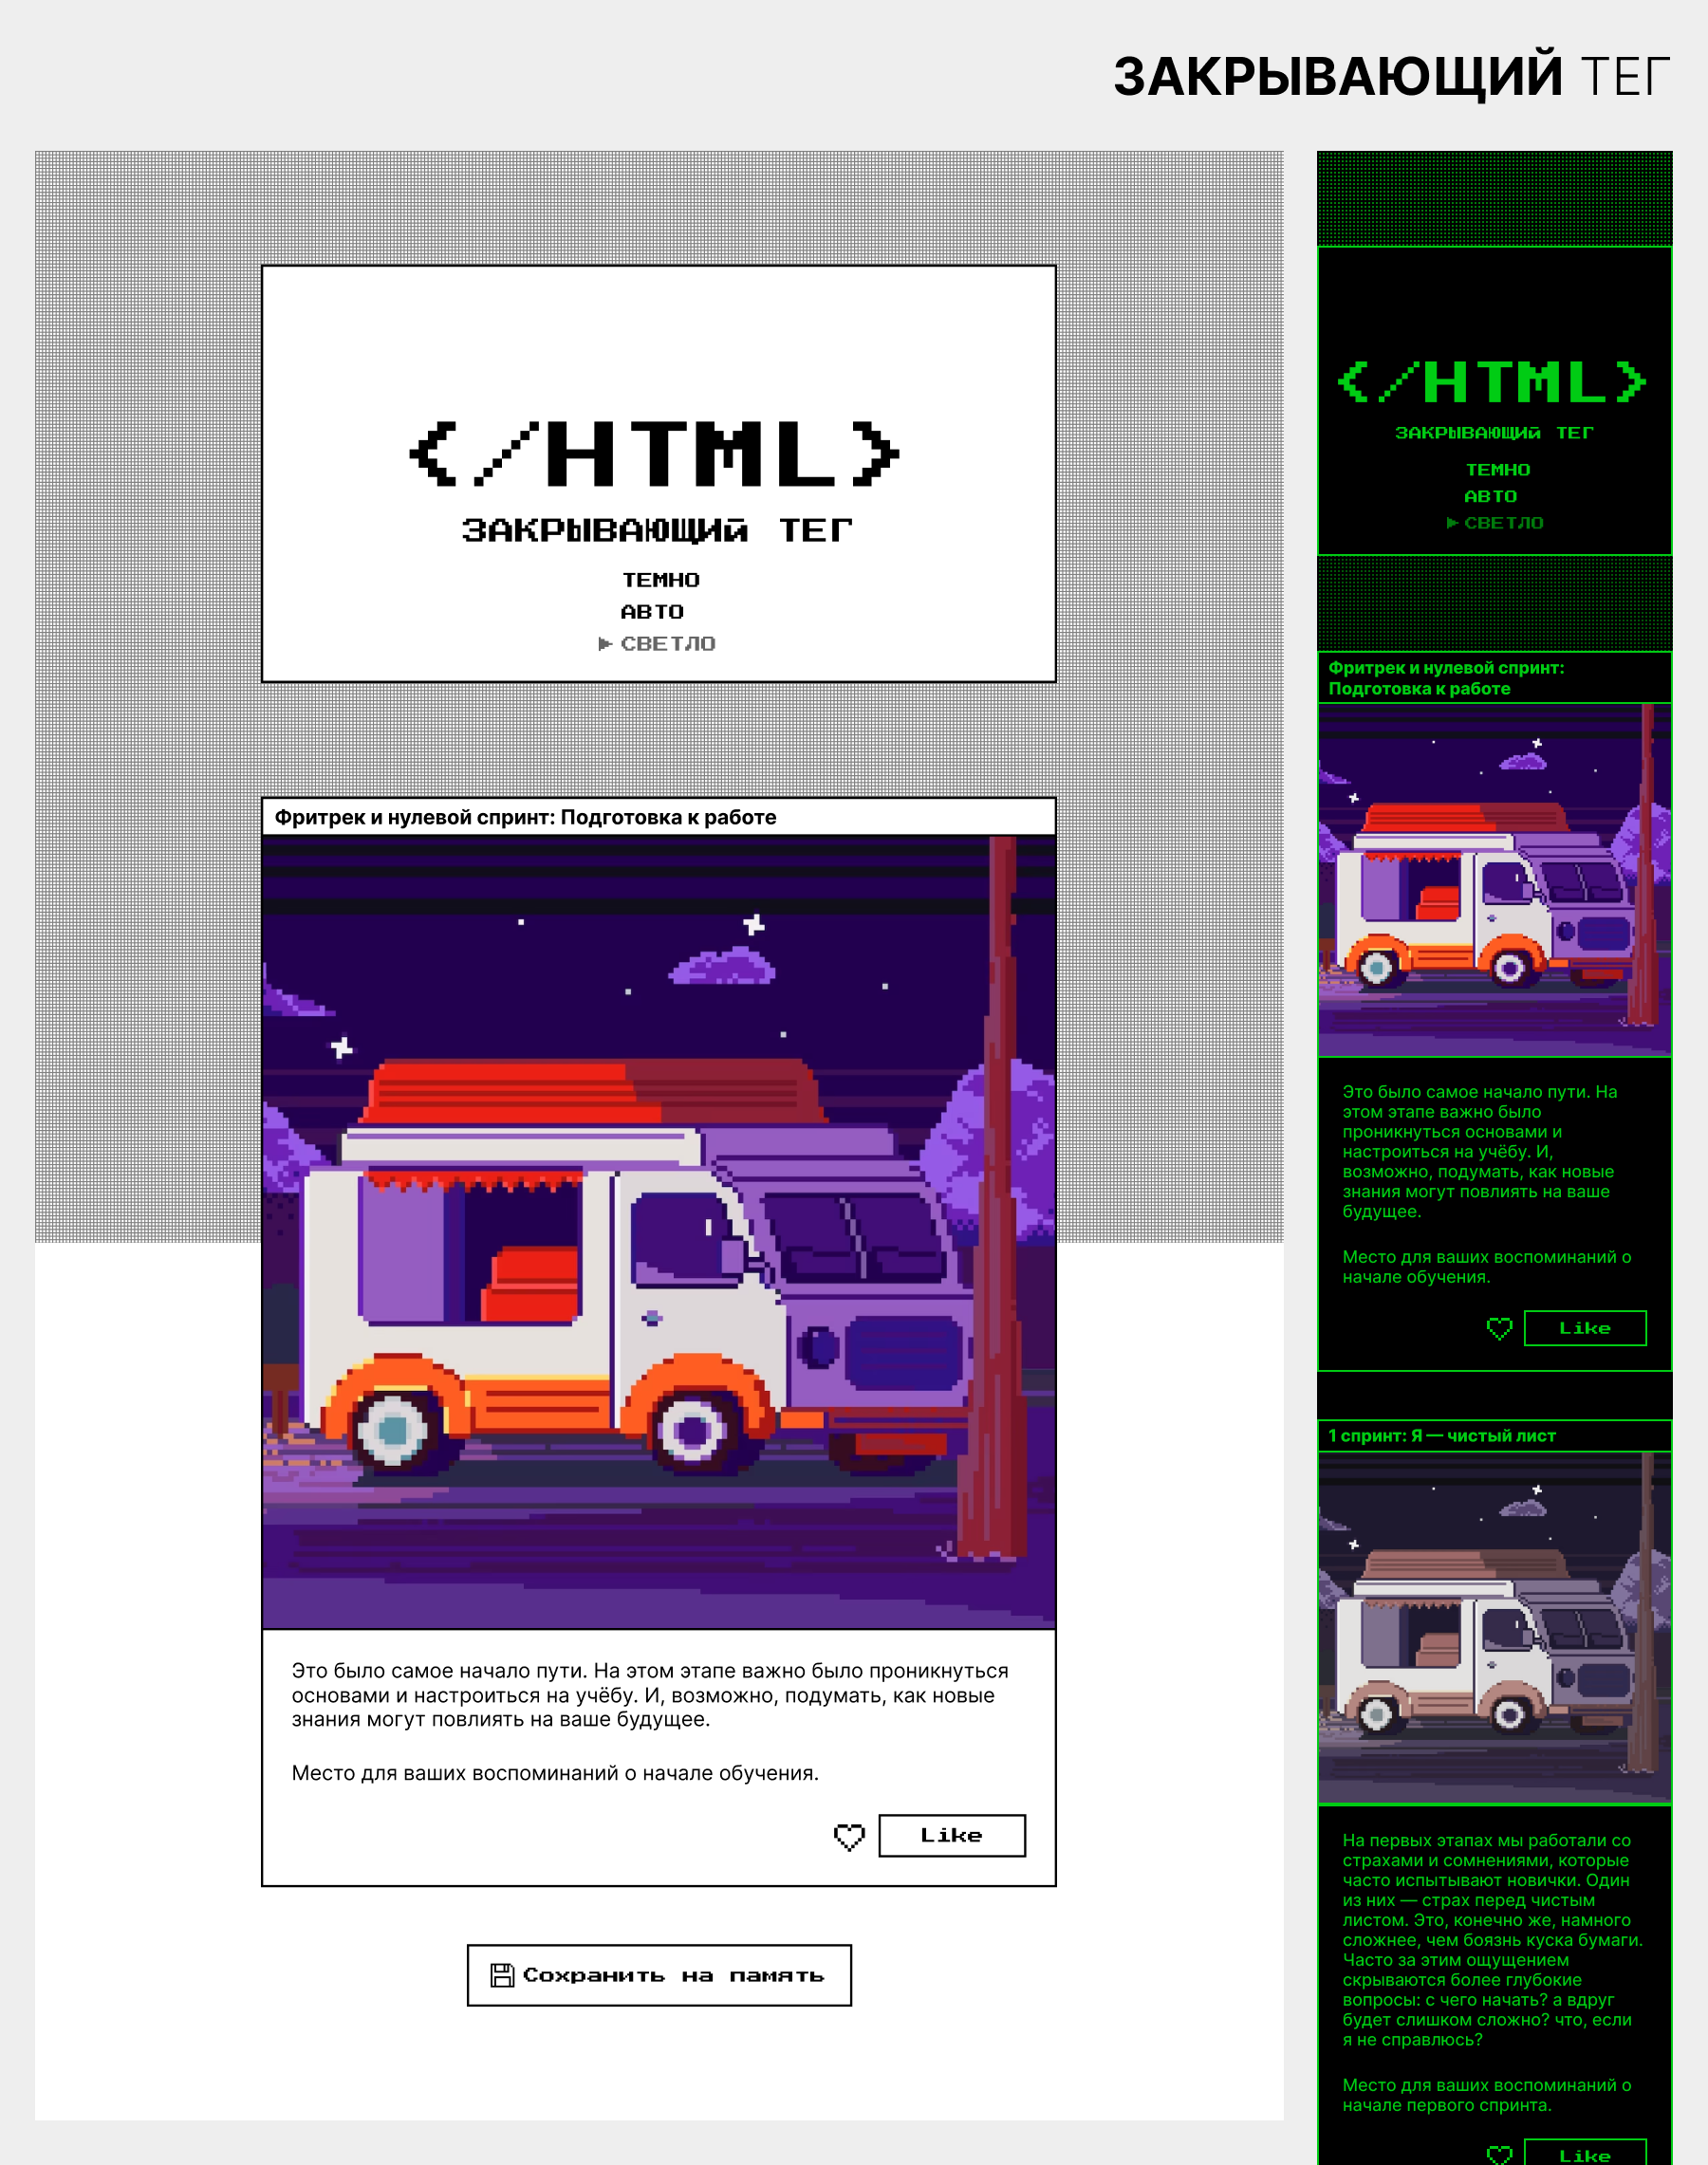 ЗАКРЫВАЮЩИЙ ТЕГ
</HTML>
ЗАКРЫВАЮЩИЙ ТЕГ
ТЕМНО
АВТО
▶ СВЕТЛО
Фритрек и нулевой спринт: Подготовка к работе
Это было самое начало пути. На этом этапе важно было проникнуться
основами и настроиться на учёбу. И, возможно, подумать, как новые
знания могут повлиять на ваше будущее.
Место для ваших воспоминаний о начале обучения.
Like
Сохранить на память
</HTML>
ЗАКРЫВАЮЩИЙ ТЕГ
ТЕМНО
АВТО
▶ СВЕТЛО
Фритрек и нулевой спринт:
Подготовка к работе
Это было самое начало пути. На
этом этапе важно было
проникнуться основами и
настроиться на учёбу. И,
возможно, подумать, как новые
знания могут повлиять на ваше
будущее.
Место для ваших воспоминаний о
начале обучения.
Like
1 спринт: Я — чистый лист
На первых этапах мы работали со
страхами и сомнениями, которые
часто испытывают новички. Один
из них — страх перед чистым
листом. Это, конечно же, намного
сложнее, чем боязнь куска бумаги.
Часто за этим ощущением
скрываются более глубокие
вопросы: с чего начать? а вдруг
будет слишком сложно? что, если
я не справлюсь?
Место для ваших воспоминаний о
начале первого спринта.
Like